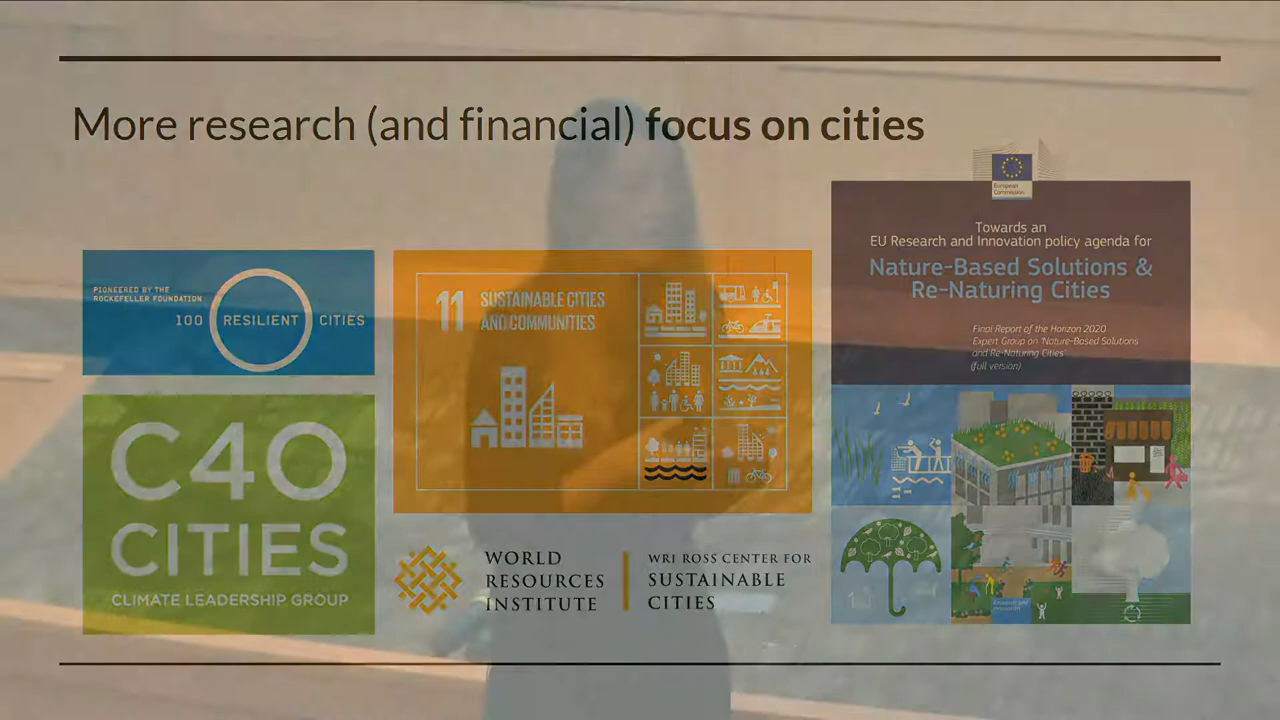 More research (and financial) focus on cities
PIONEERED BY THE
ROCKEFELLER FOUNDATION
100 RESILIENT CITIES
C40
CITIES
CLIMATE LEADERSHIP GROUP
11 SUSTAINABLE CITIES
AND COMMUNITIES
WORLD
RESOURCES
INSTITUTE
WRI ROSS CENTER FOR
SUSTAINABLE
CITIES
European
Commission
Towards an
EU Research and Innovation policy agenda for
Nature-Based Solutions &
Re-Naturing Cities
Final Report of the Horizon 2020
Expert Group on 'Nature-Based Solutions
and Re-Naturing Cities'
(full version)